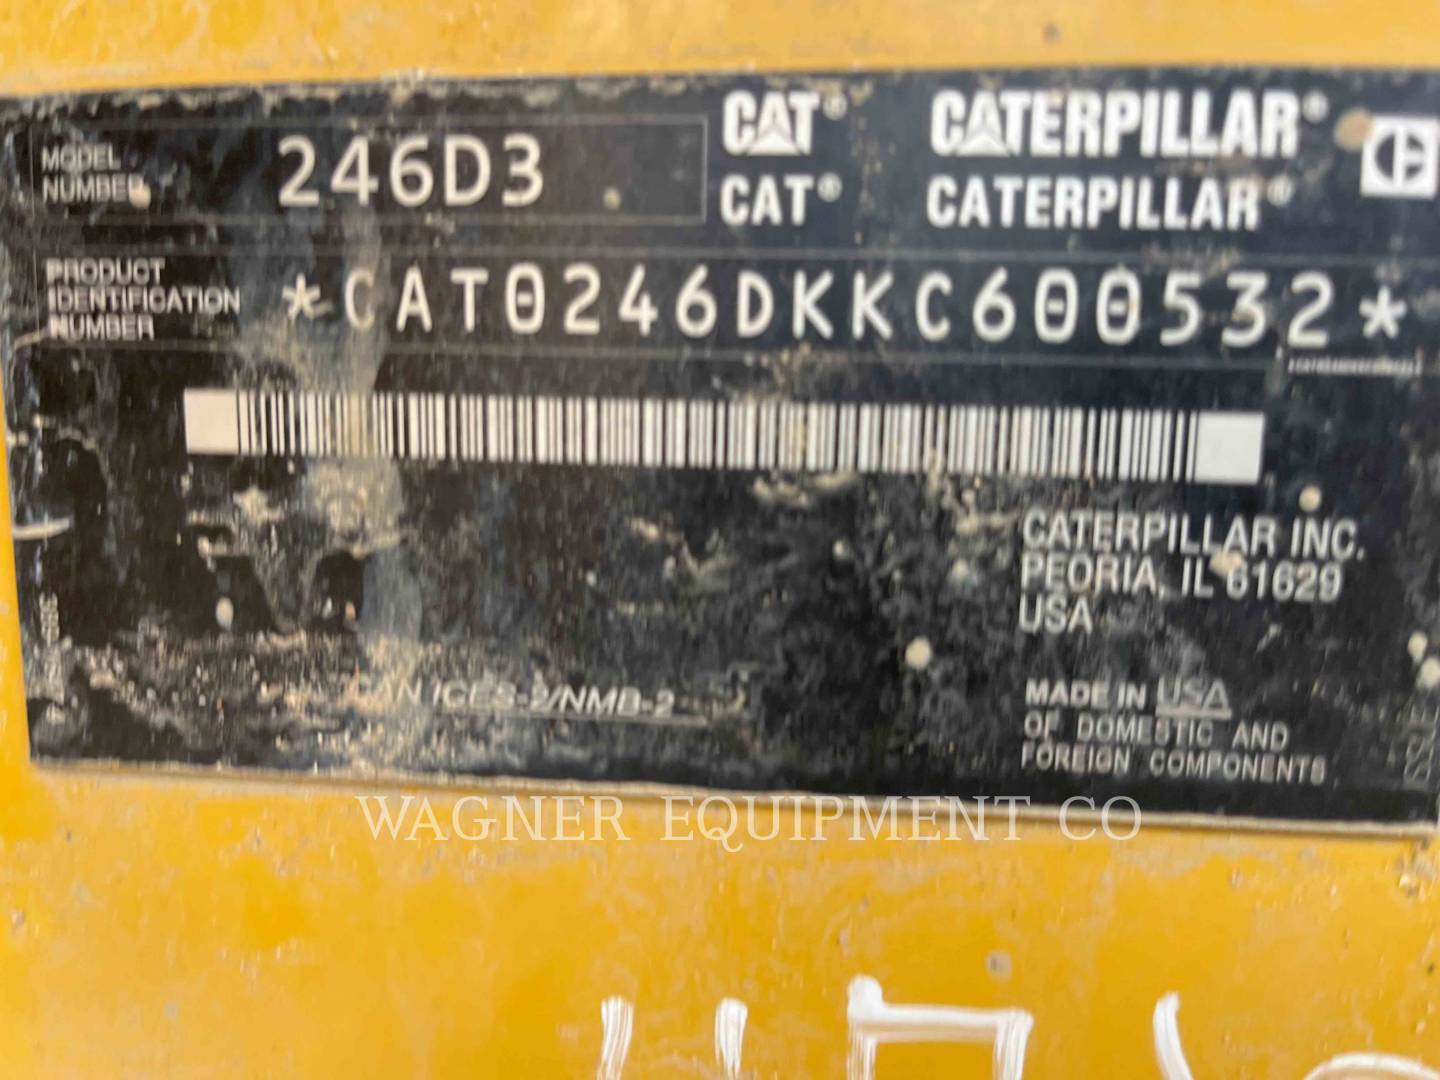 MODEL NUMBER 246D3
CAT® CATERPILLAR®
CAT® CATERPILLAR®
PRODUCT
IDENTIFICATION
NUMBER
*CAT0246DKKC600532*
CATERPILLAR INC.
PEORIA, IL 61629
USA
CAN ICES-2/NMB-2
MADE IN USA
OF DOMESTIC AND
FOREIGN COMPONENTS
WAGNER EQUIPMENT CO